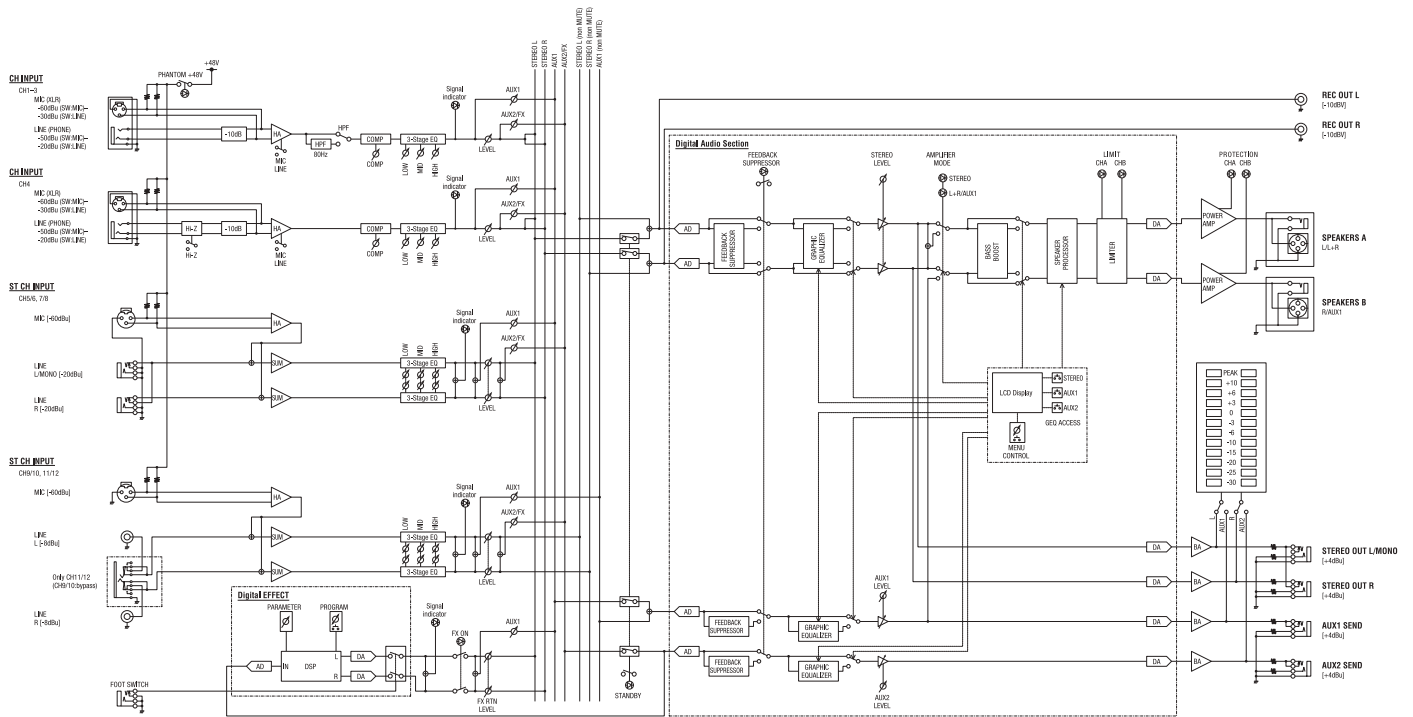 CH INPUT
CH1–3
MIC (XLR)
-60dBu (SW:MIC)–
-30dBu (SW:LINE)
LINE (PHONE)
-50dBu (SW:MIC)–
-20dBu (SW:LINE)
PHANTOM +48V
+48V
-10dB
HA
MIC
LINE
HPF
80Hz
HPF
COMP
COMP
3-Stage EQ
LOW
MID
HIGH
Signal
indicator
LEVEL
AUX1
AUX2/FX
CH INPUT
CH4
MIC (XLR)
-60dBu (SW:MIC)–
-30dBu (SW:LINE)
LINE (PHONE)
-50dBu (SW:MIC)–
-20dBu (SW:LINE)
Hi-Z
Hi-Z
-10dB
HA
MIC
LINE
COMP
COMP
3-Stage EQ
LOW
MID
HIGH
Signal
indicator
LEVEL
AUX1
AUX2/FX
ST CH INPUT
CH5/6, 7/8
MIC [-60dBu]
LINE
L/MONO [-20dBu]
LINE
R [-20dBu]
HA
SUM
SUM
LOW
MID
HIGH
3-Stage EQ
3-Stage EQ
Signal
indicator
LEVEL
AUX1
AUX2/FX
ST CH INPUT
CH9/10, 11/12
MIC [-60dBu]
LINE
L [-8dBu]
Only CH11/12
(CH9/10:bypass)
LINE
R [-8dBu]
HA
SUM
SUM
LOW
MID
HIGH
3-Stage EQ
3-Stage EQ
Signal
indicator
LEVEL
AUX1
AUX2/FX
Digital EFFECT
PARAMETER
PROGRAM
AD
IN
DSP
L
R
DA
DA
Signal
indicator
FX ON
AUX1
FX RTN
LEVEL
FOOT SWITCH
STEREO L
STEREO R
AUX1
AUX2/FX
STEREO L (non MUTE)
STEREO R (non MUTE)
AUX1 (non MUTE)
STANDBY
Digital Audio Section
AD
AD
FEEDBACK
SUPPRESSOR
FEEDBACK
SUPPRESSOR
GRAPHIC
EQUALIZER
STEREO
LEVEL
AMPLIFIER
MODE
STEREO
L+R/AUX1
BASS
BOOST
SPEAKER
PROCESSOR
LIMIT
CHA
CHB
LIMITER
DA
DA
PROTECTION
CHA
CHB
POWER
AMP
POWER
AMP
LCD Display
STEREO
AUX1
AUX2
GEQ ACCESS
MENU
CONTROL
AD
FEEDBACK
SUPPRESSOR
GRAPHIC
EQUALIZER
AUX1
LEVEL
AD
FEEDBACK
SUPPRESSOR
GRAPHIC
EQUALIZER
AUX2
LEVEL
DA
BA
DA
BA
DA
BA
DA
BA
REC OUT L
[-10dBV]
REC OUT R
[-10dBV]
SPEAKERS A
L/L+R
SPEAKERS B
R/AUX1
PEAK
+10
+6
+3
0
-3
-6
-10
-15
-20
-25
-30
L
AUX1
R
AUX2
STEREO OUT L/MONO
[+4dBu]
STEREO OUT R
[+4dBu]
AUX1 SEND
[+4dBu]
AUX2 SEND
[+4dBu]